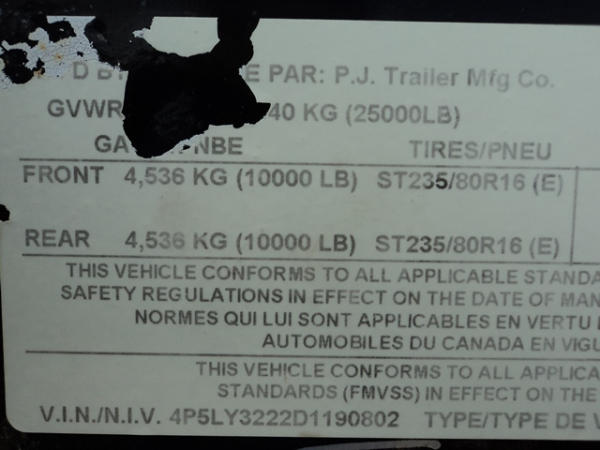 D B E PAR: P.J. Trailer Mfg Co.
GVWR 40 KG (25000LB)
GA NBE TIRES/PNEU
FRONT 4,536 KG (10000 LB) ST235/80R16 (E)
REAR 4,536 KG (10000 LB) ST235/80R16 (E)
THIS VEHICLE CONFORMS TO ALL APPLICABLE STANDA
SAFETY REGULATIONS IN EFFECT ON THE DATE OF MAN
NORMES QUI LUI SONT APPLICABLES EN VERTU
AUTOMOBILES DU CANADA EN VIGU
THIS VEHICLE CONFORMS TO ALL APPLICA
STANDARDS (FMVSS) IN EFFECT ON THE
V.I.N./N.I.V. 4P5LY3222D1190802 TYPE/TYPE DE V